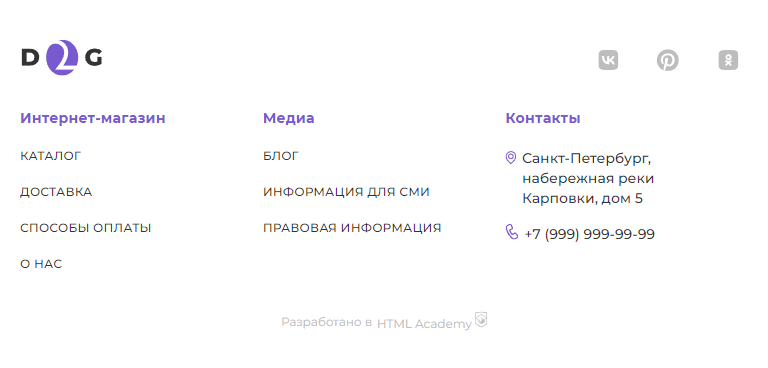 D2G
Интернет-магазин
КАТАЛОГ
ДОСТАВКА
СПОСОБЫ ОПЛАТЫ
О НАС
Медиа
БЛОГ
ИНФОРМАЦИЯ ДЛЯ СМИ
ПРАВОВАЯ ИНФОРМАЦИЯ
Контакты
Санкт-Петербург,
набережная реки
Карповки, дом 5
+7 (999) 999-99-99
Разработано в HTML Academy